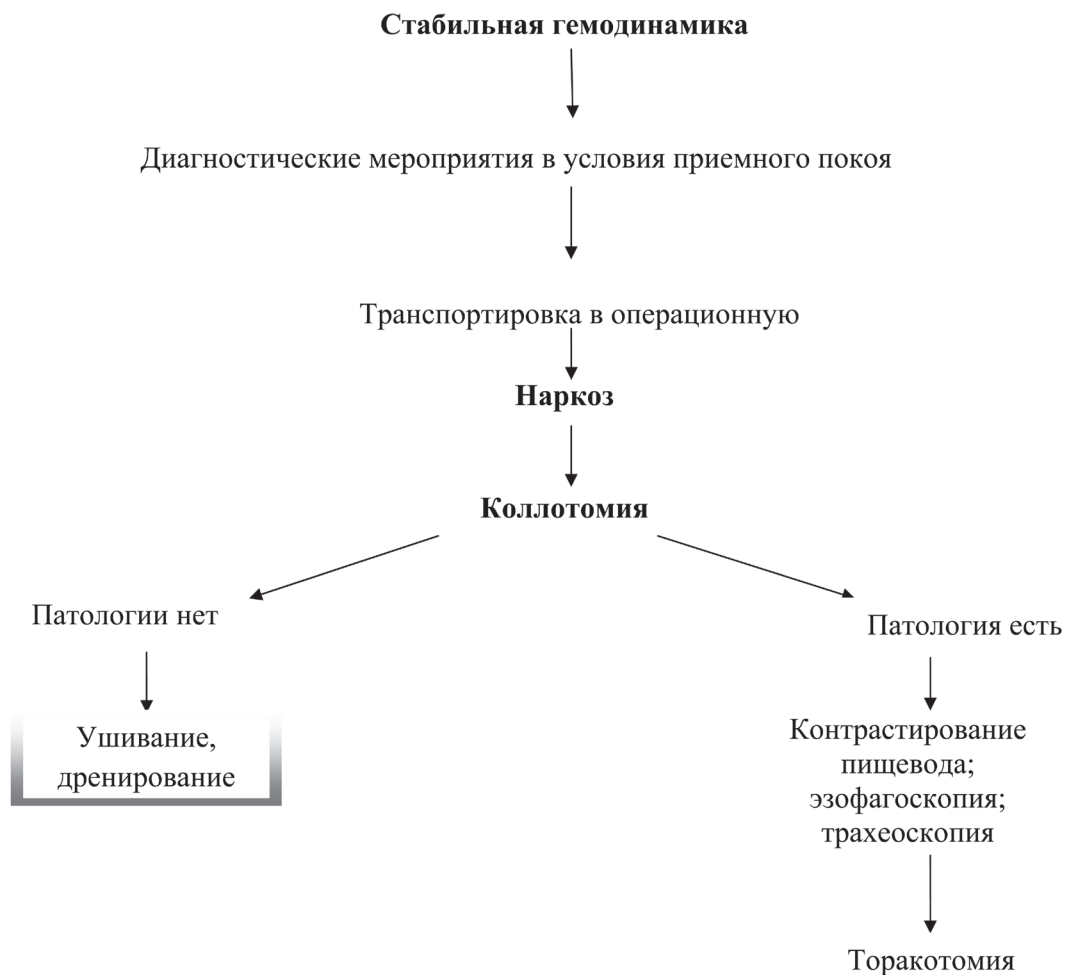 Стабильная гемодинамика
Диагностические мероприятия в условия приемного покоя
Транспортировка в операционную
Наркоз
Коллотомия
Патологии нет
Патология есть
Ушивание,
дренирование
Контрастирование
пищевода;
эзофагоскопия;
трахеоскопия
Торакотомия